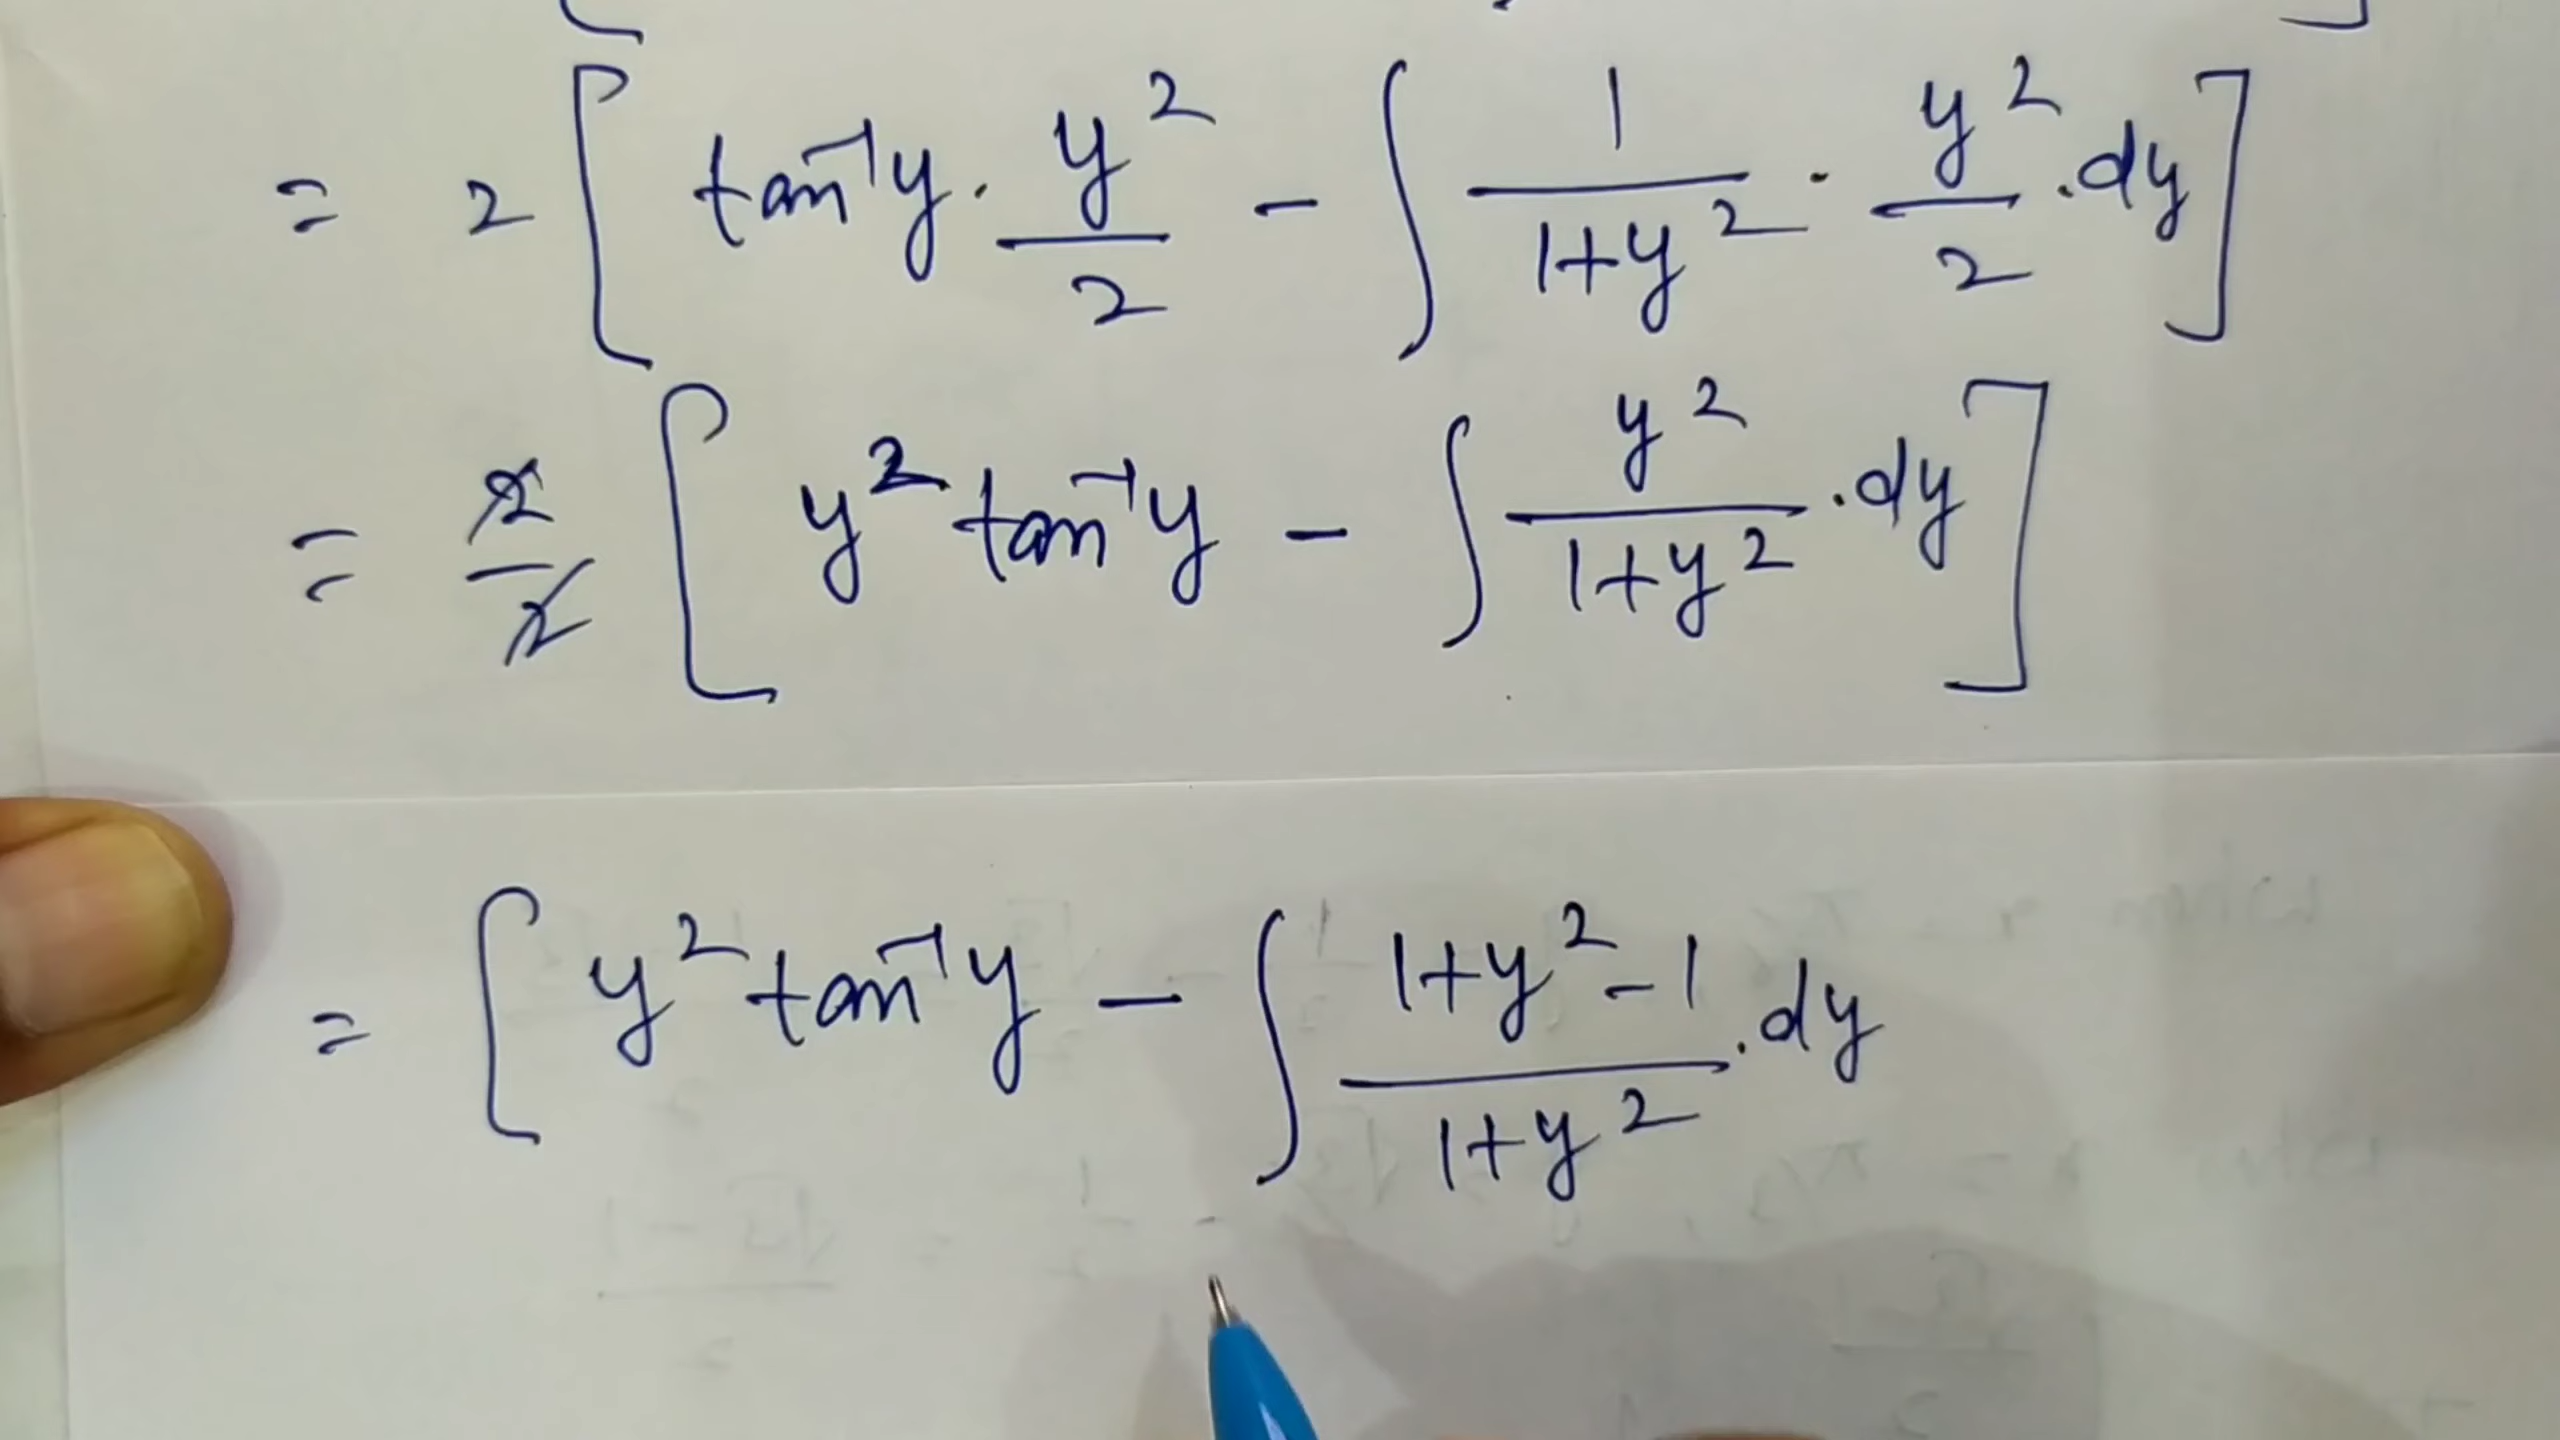 = 2 [ tan⁻¹y . y²/2 - ∫ 1/(1+y²) . y²/2 . dy ]
= 2/2 [ y² tan⁻¹y - ∫ y²/(1+y²) . dy ]
= [ y² tan⁻¹y - ∫ (1+y²-1)/(1+y²) . dy